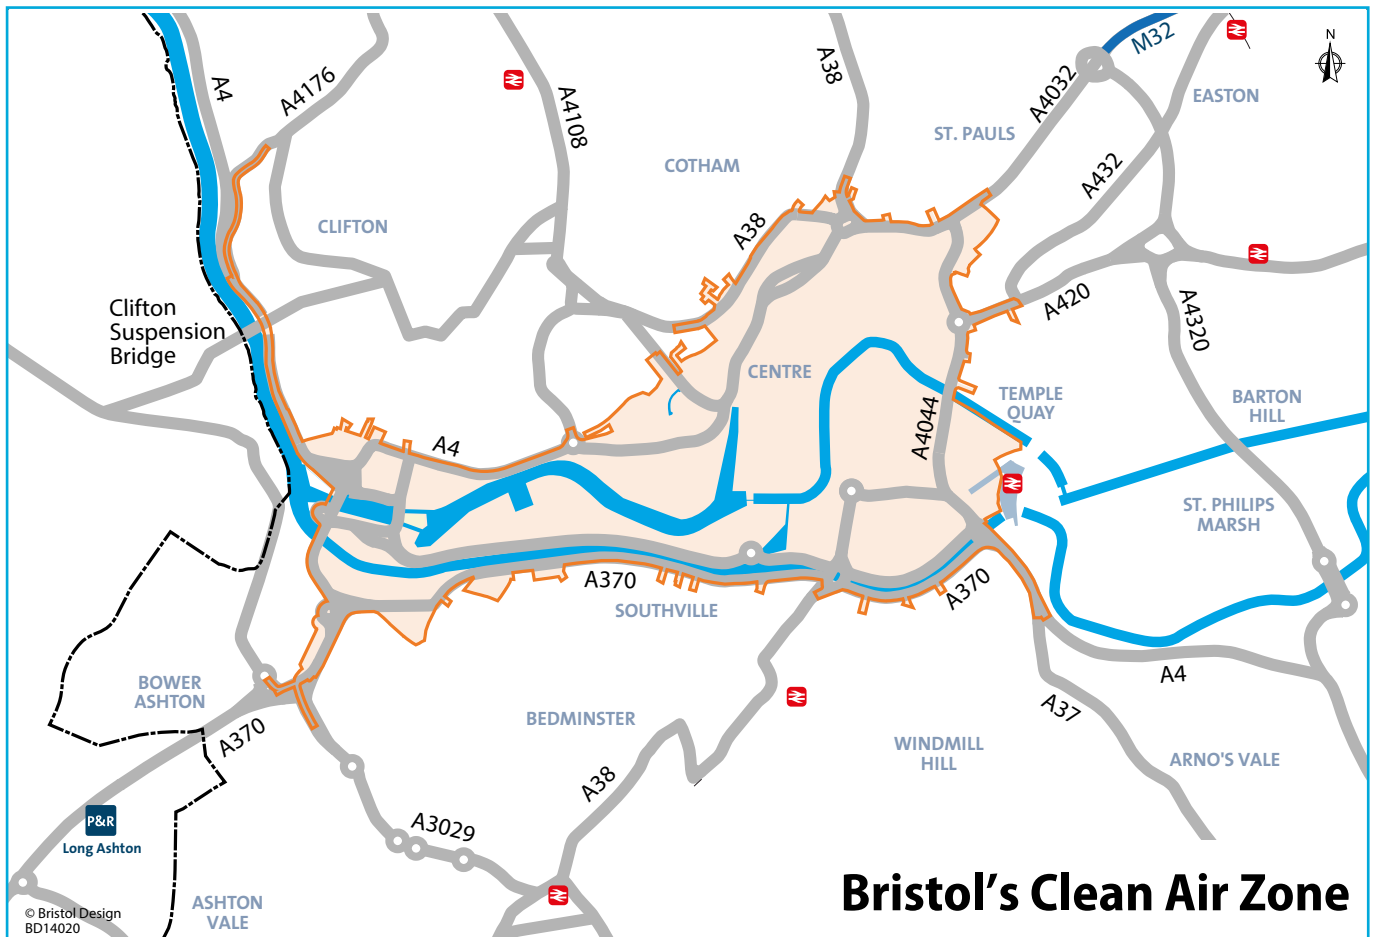 M32
N
A4
A4176
A38
A4032
EASTON
A4108
ST. PAULS
COTHAM
A432
CLIFTON
A38
Clifton
Suspension
Bridge
A420
A4320
CENTRE
TEMPLE
QUAY
BARTON
HILL
A4
A4044
ST. PHILIPS
MARSH
A370
SOUTHVILLE
A370
BOWER
ASHTON
A4
A37
A370
BEDMINSTER
WINDMILL
HILL
ARNO'S VALE
A38
P&R
Long Ashton
A3029
Bristol's Clean Air Zone
ASHTON
VALE
© Bristol Design
BD14020